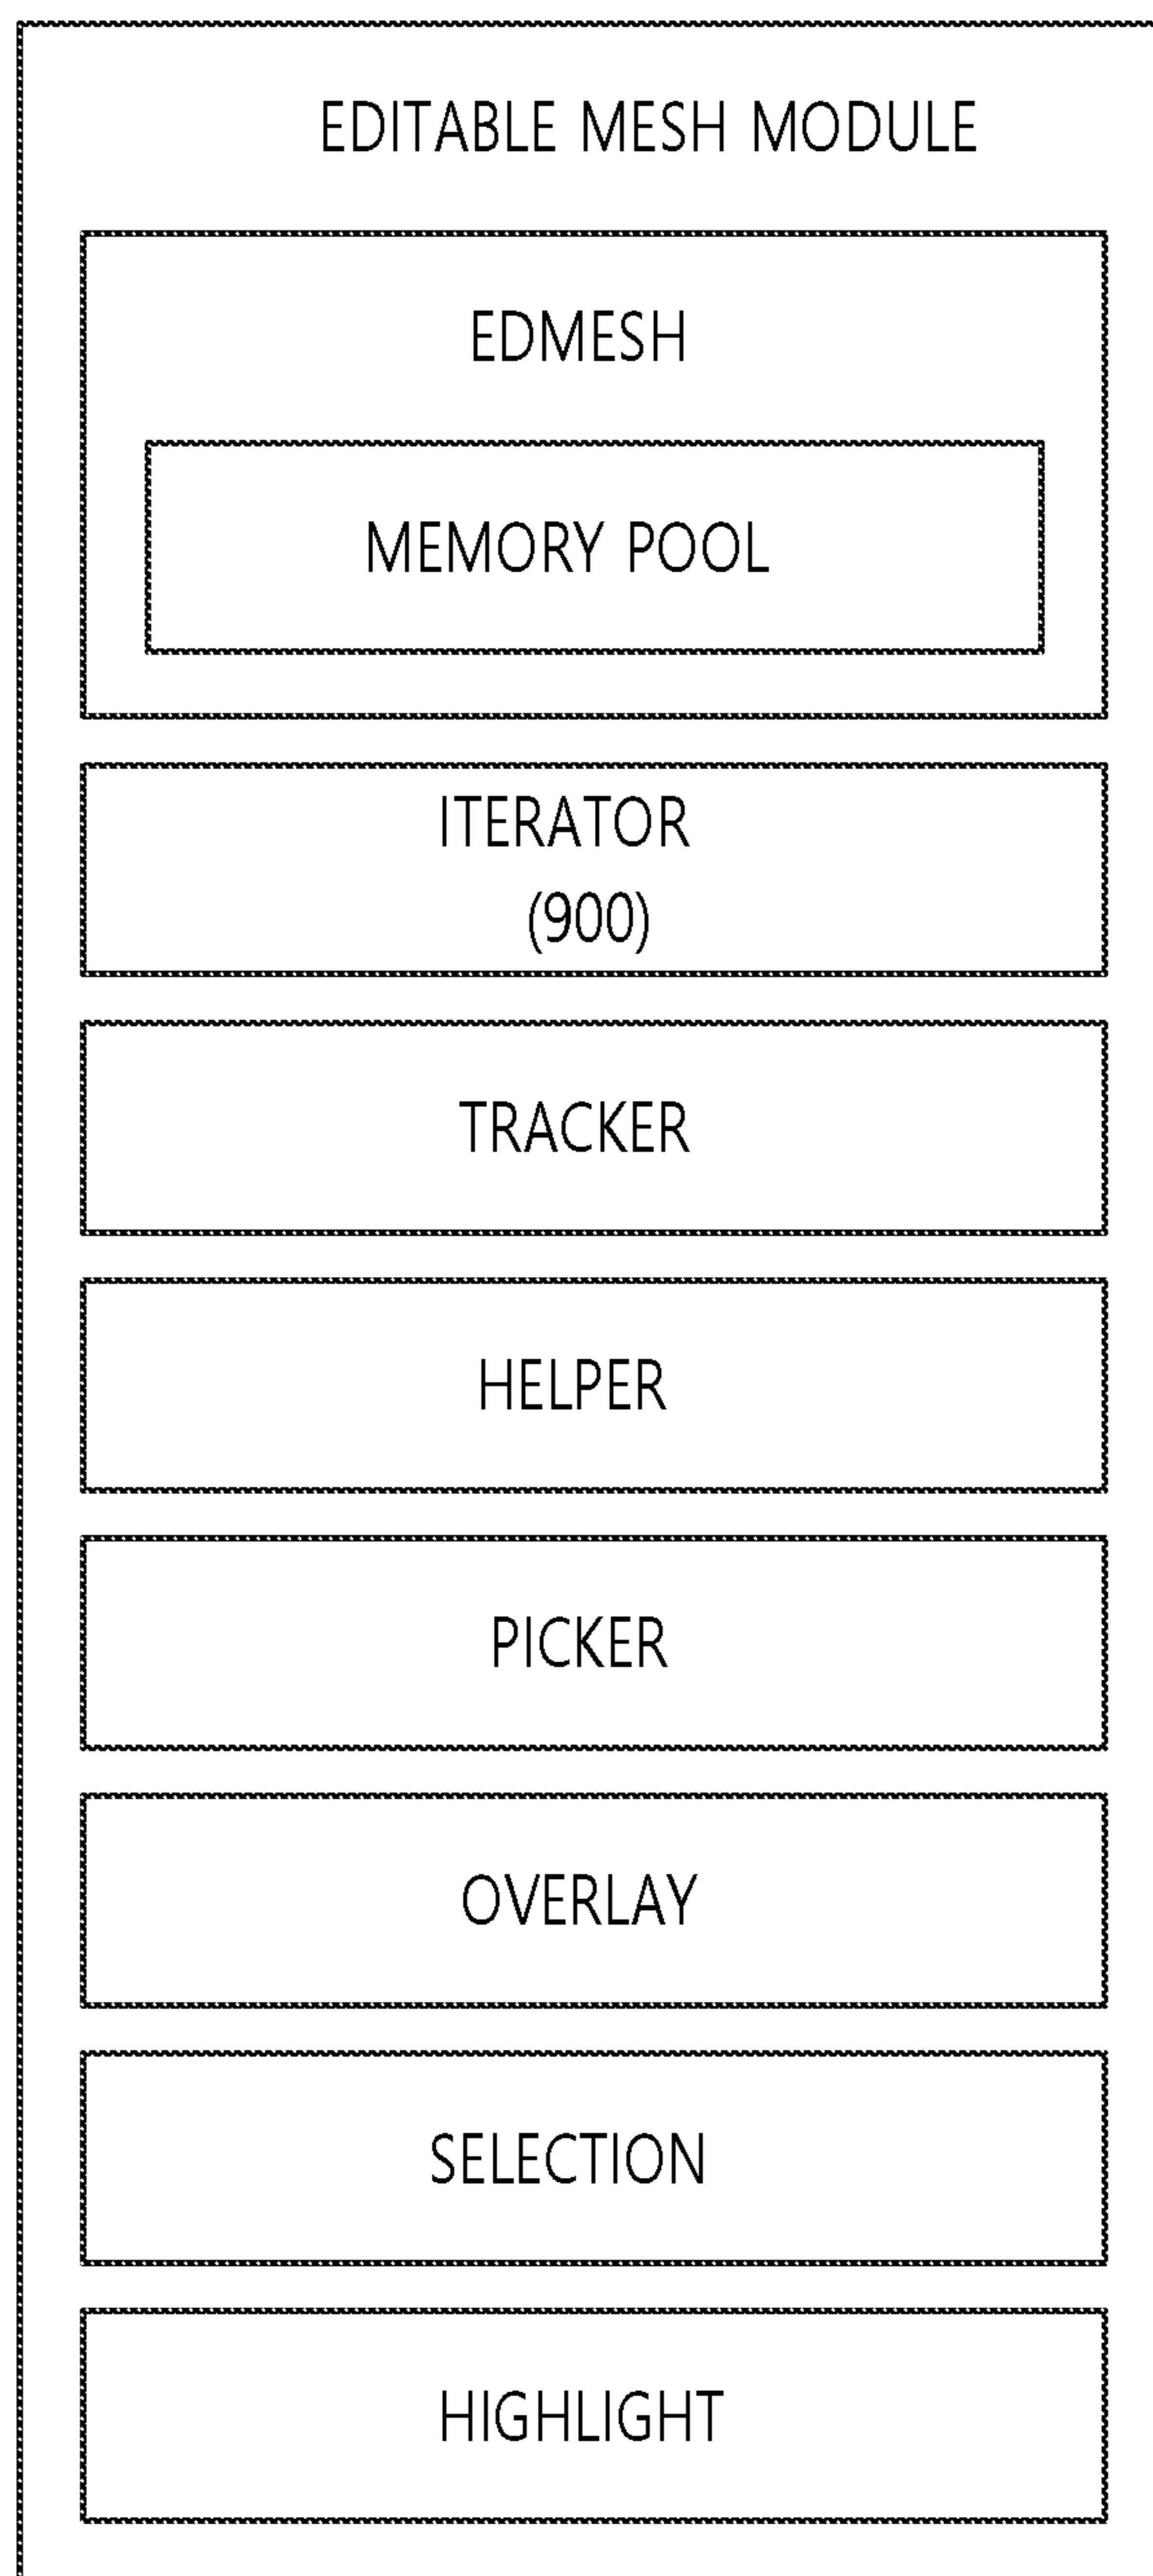 EDITABLE MESH MODULE
EDMESH
MEMORY POOL
ITERATOR
(900)
TRACKER
HELPER
PICKER
OVERLAY
SELECTION
HIGHLIGHT